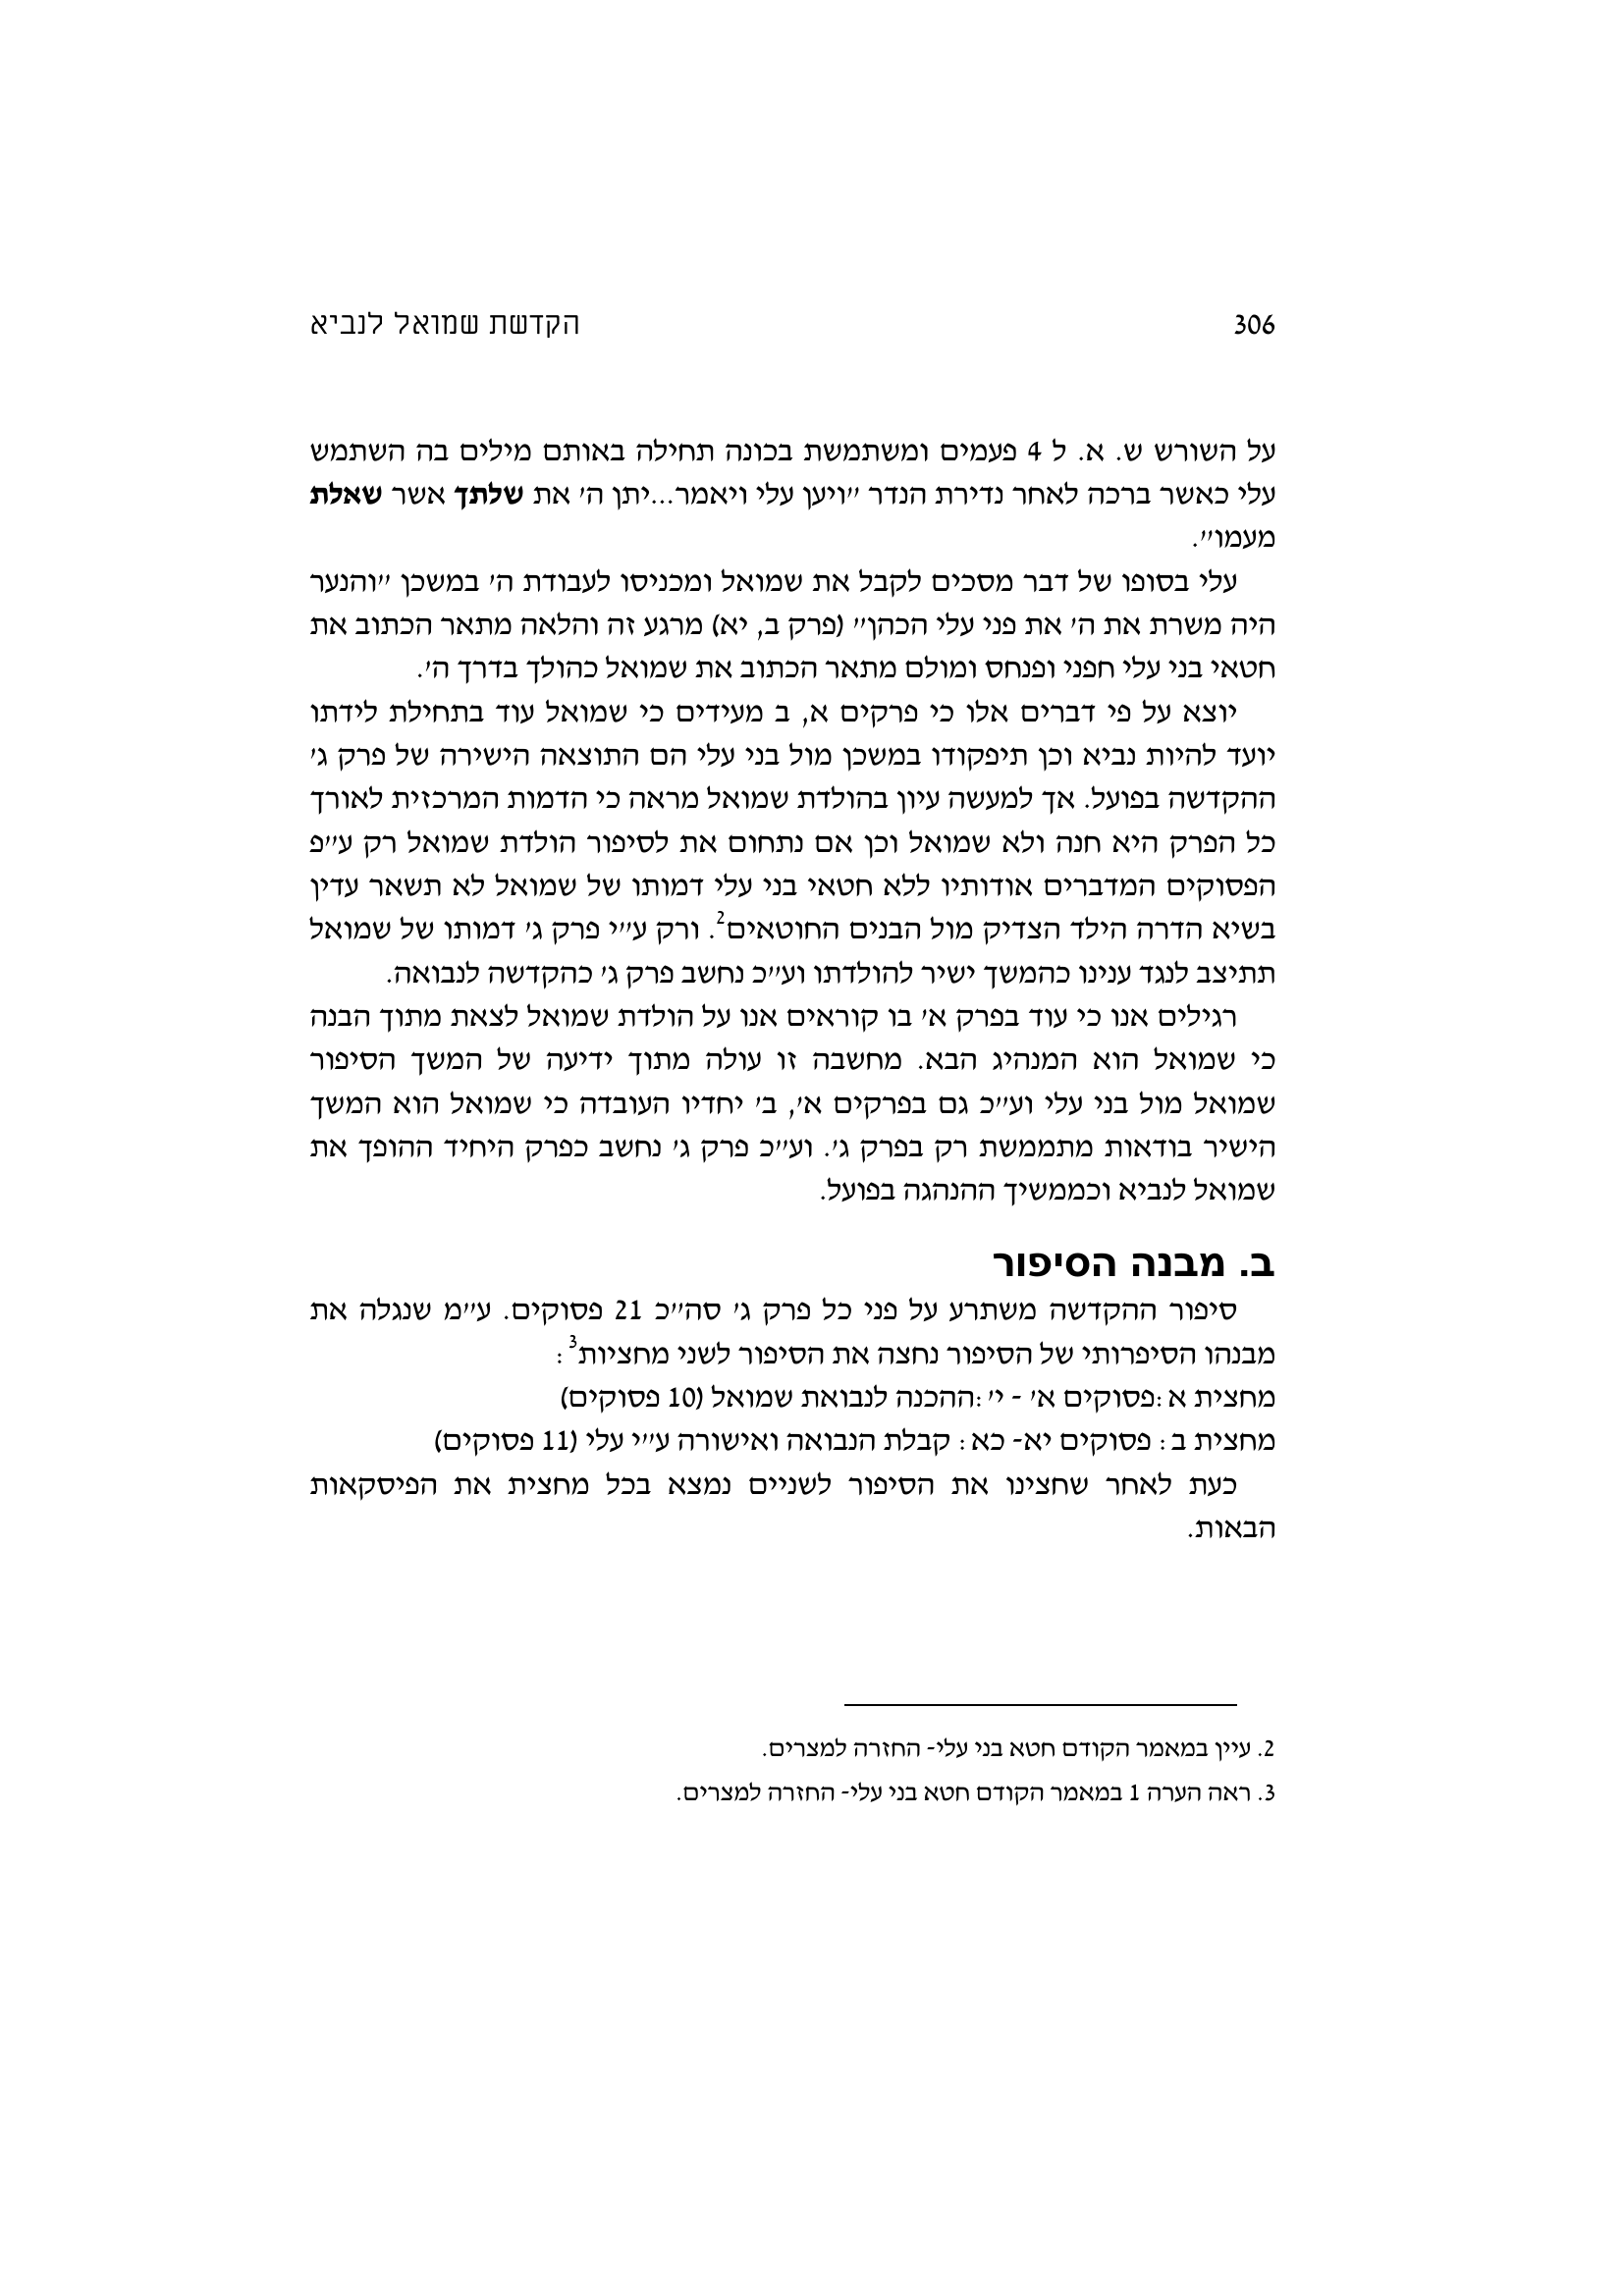 306 הקדשת שמואל לנביא
על השורש ש. א. ל 4 פעמים ומשתמשת בכונה תחילה באותם מילים בה השתמש
עלי כאשר ברכה לאחר נדירת הנדר "ויען עלי ויאמר...יתן ה' את שלתך אשר שאלת
מעמו".
עלי בסופו של דבר מסכים לקבל את שמואל ומכניסו לעבודת ה' במשכן "והנער
היה משרת את ה' את פני עלי הכהן" (פרק ב, יא) מרגע זה והלאה מתאר הכתוב את
חטאי בני עלי חפני ופנחס ומולם מתאר הכתוב את שמואל כהולך בדרך ה'.
יוצא על פי דברים אלו כי פרקים א, ב מעידים כי שמואל עוד בתחילת לידתו
יועד להיות נביא וכן תיפקודו במשכן מול בני עלי הם התוצאה הישירה של פרק ג'
ההקדשה בפועל. אך למעשה עיון בהולדת שמואל מראה כי הדמות המרכזית לאורך
כל הפרק היא חנה ולא שמואל וכן אם נתחום את לסיפור הולדת שמואל רק ע"פ
הפסוקים המדברים אודותיו ללא חטאי בני עלי דמותו של שמואל לא תשאר עדין
בשיא הדרה הילד הצדיק מול הבנים החוטאים2. ורק ע"י פרק ג' דמותו של שמואל
תתיצב לנגד ענינו כהמשך ישיר להולדתו וע"כ נחשב פרק ג' כהקדשה לנבואה.
רגילים אנו כי עוד בפרק א' בו קוראים אנו על הולדת שמואל לצאת מתוך הבנה
כי שמואל הוא המנהיג הבא. מחשבה זו עולה מתוך ידיעה של המשך הסיפור
שמואל מול בני עלי וע"כ גם בפרקים א', ב' יחדיו העובדה כי שמואל הוא המשך
הישיר בודאות מתממשת רק בפרק ג'. וע"כ פרק ג' נחשב כפרק היחיד ההופך את
שמואל לנביא וכממשיך ההנהגה בפועל.
ב. מבנה הסיפור
סיפור ההקדשה משתרע על פני כל פרק ג' סה"כ 21 פסוקים. ע"מ שנגלה את
מבנהו הסיפרותי של הסיפור נחצה את הסיפור לשני מחציות3 :
מחצית א :פסוקים א' - י' :ההכנה לנבואת שמואל (10 פסוקים)
מחצית ב : פסוקים יא- כא : קבלת הנבואה ואישורה ע"י עלי (11 פסוקים)
כעת לאחר שחצינו את הסיפור לשניים נמצא בכל מחצית את הפיסקאות
הבאות.
2. עיין במאמר הקודם חטא בני עלי- החזרה למצרים.
3. ראה הערה 1 במאמר הקודם חטא בני עלי- החזרה למצרים.